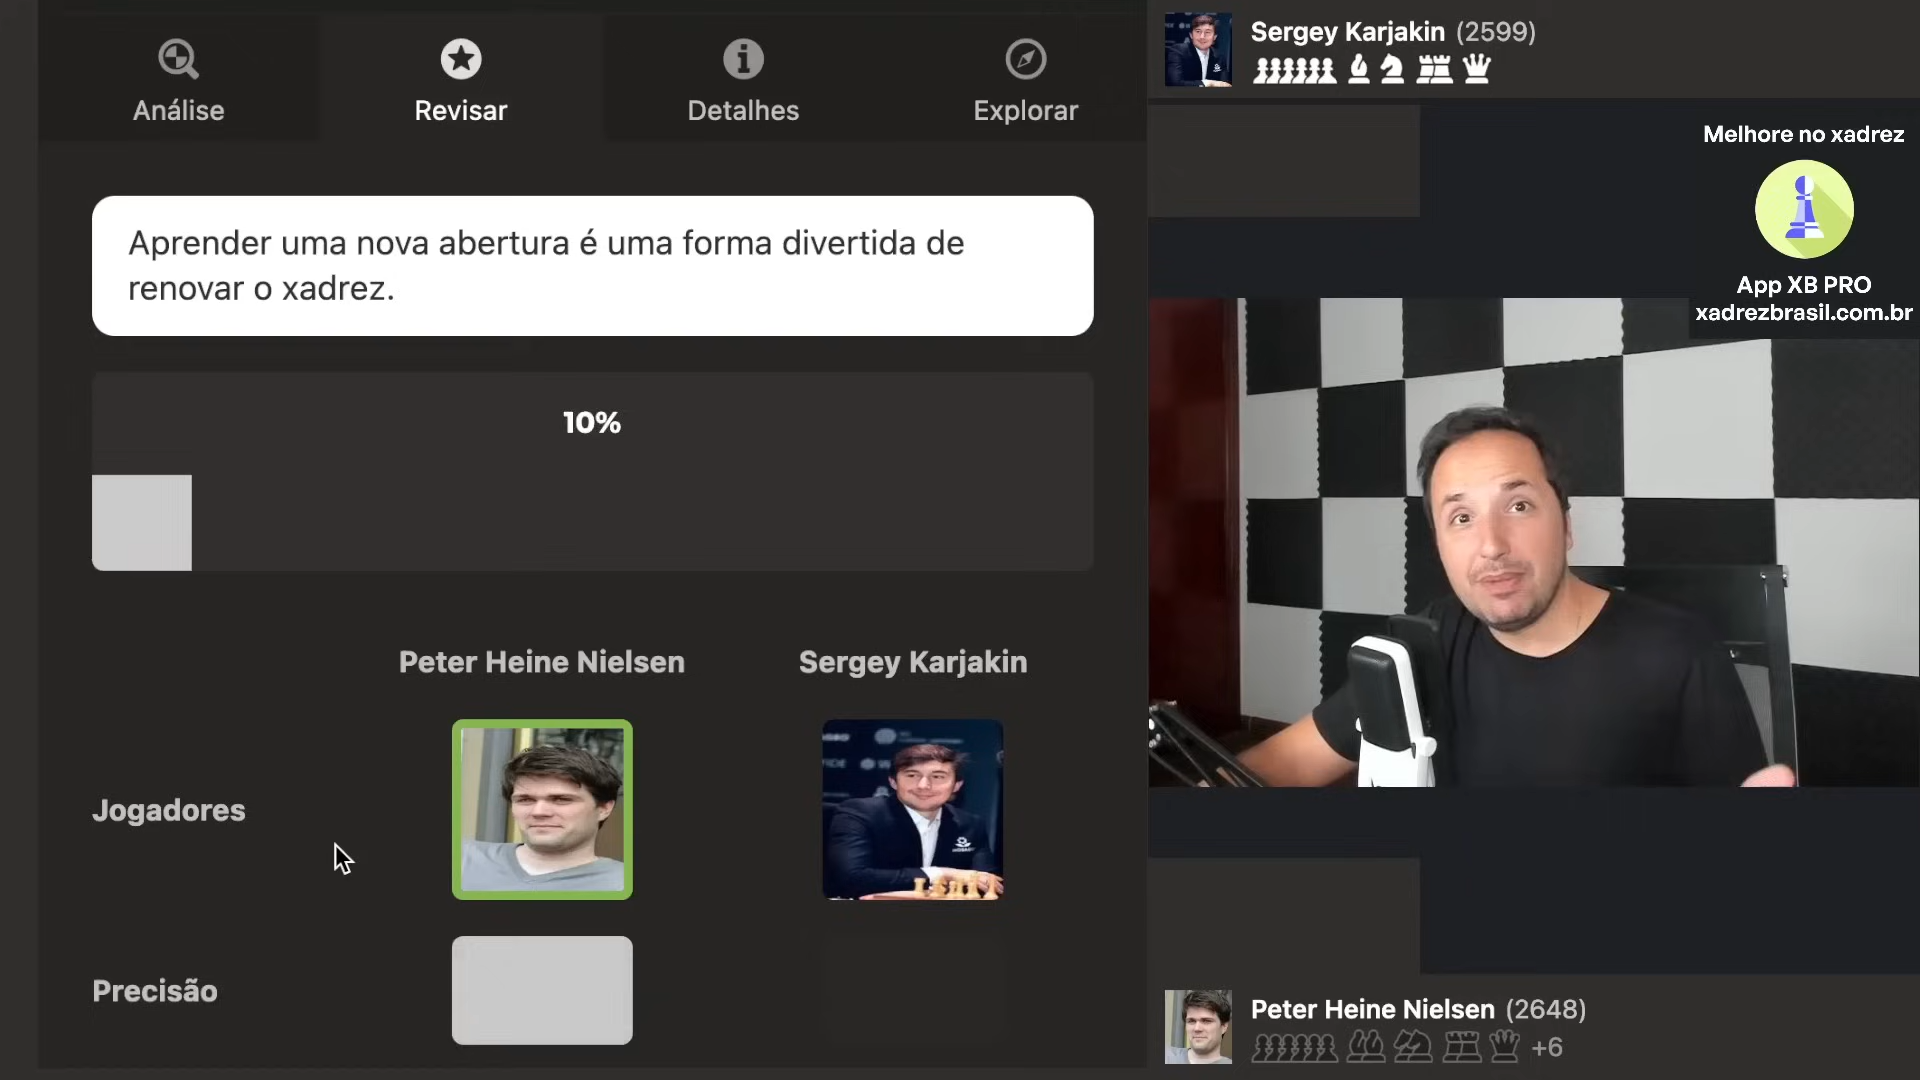 Análise
Revisar
Detalhes
Explorar
Aprender uma nova abertura é uma forma divertida de
renovar o xadrez.
10%
Peter Heine Nielsen
Sergey Karjakin
Jogadores
Precisão
Sergey Karjakin (2599)
Melhore no xadrez
App XB PRO
xadrezbrasil.com.br
Peter Heine Nielsen (2648)
+6